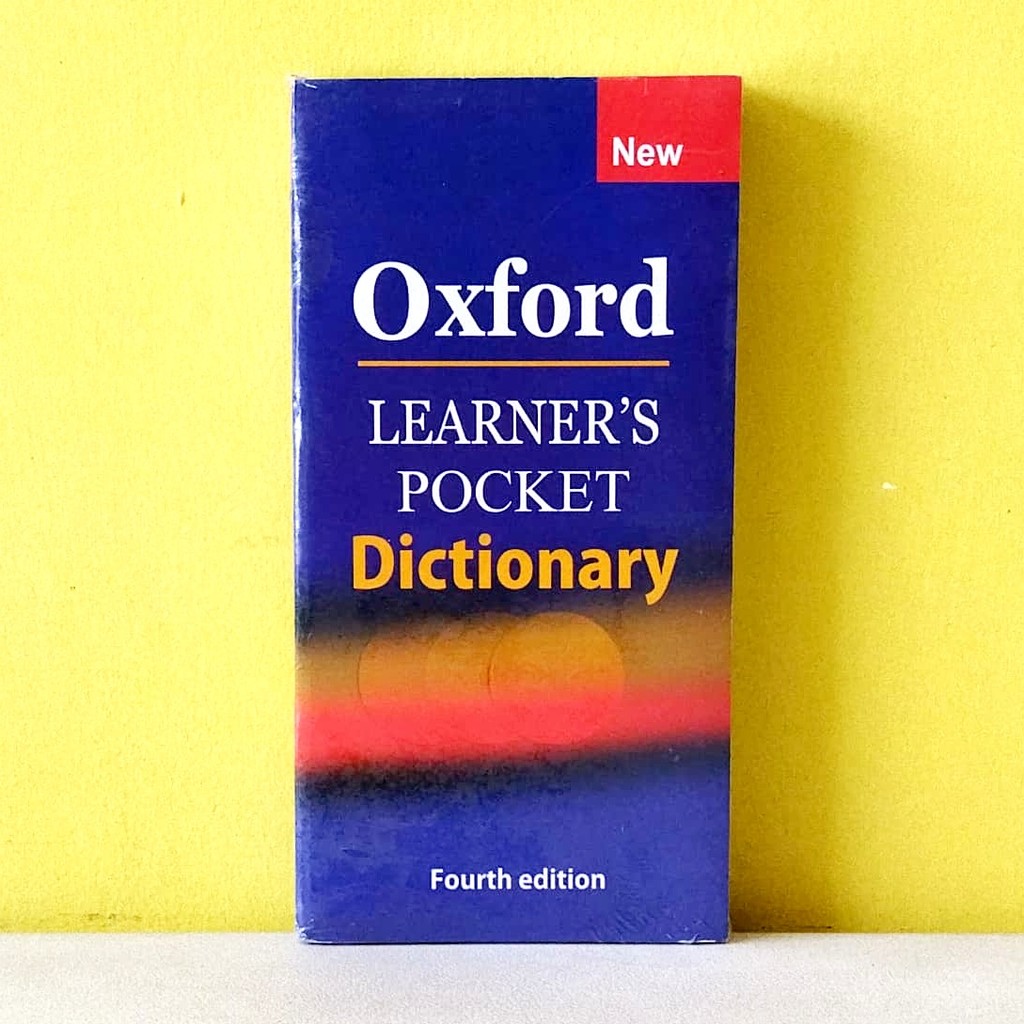 New
Oxford
LEARNER’S
POCKET
Dictionary
Fourth edition